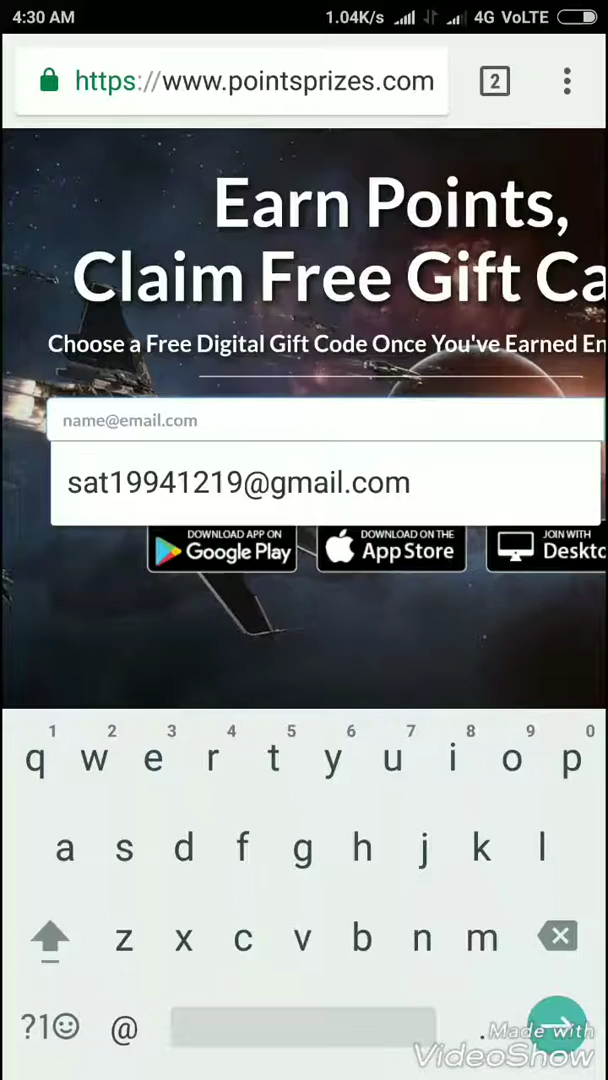 4:30 AM 1.04K/s 4G VoLTE
https://www.pointsprizes.com 2
Earn Points,
Claim Free Gift Ca
Choose a Free Digital Gift Code Once You've Earned En
name@email.com
sat19941219@gmail.com
DOWNLOAD APP ON DOWNLOAD ON THE JOIN WITH
Google Play App Store Deskto
1 2 3 4 5 6 7 8 9 0
q w e r t y u i o p
a s d f g h j k l
z x c v b n m
?1☺ @ .
Made with
VideoShow